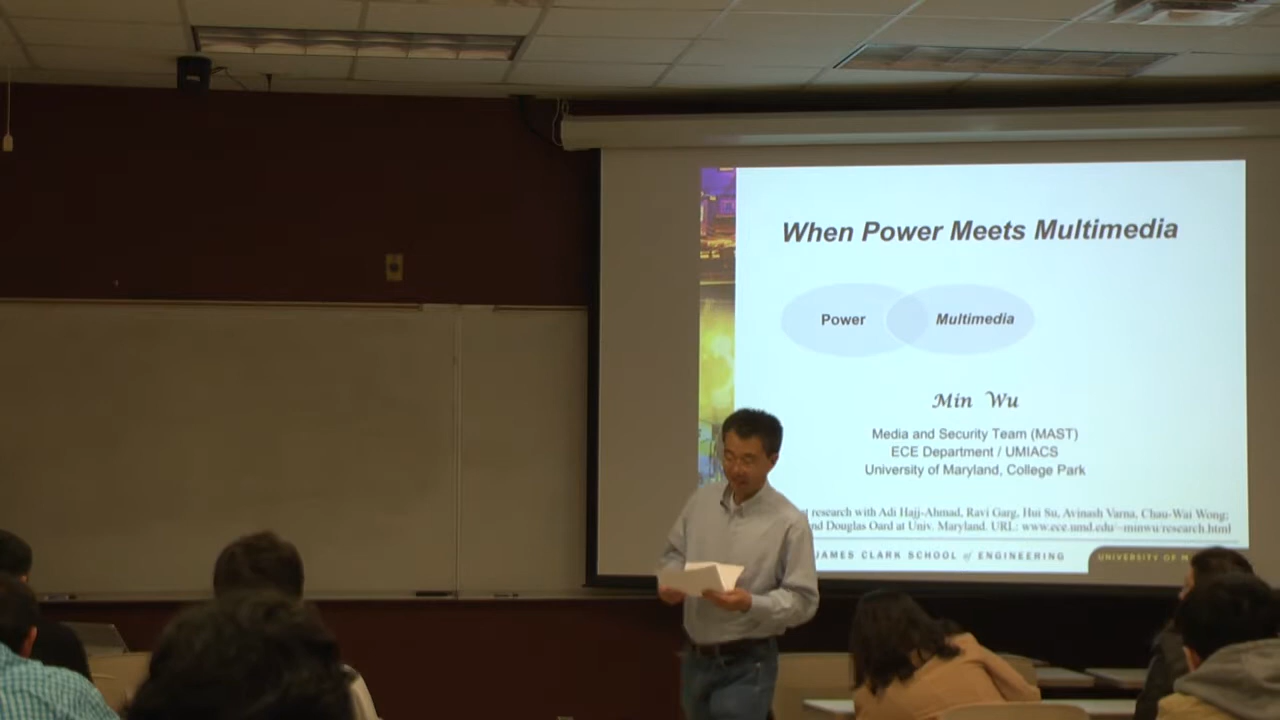 When Power Meets Multimedia
Power
Multimedia
Min Wu
Media and Security Team (MAST)
ECE Department / UMIACS
University of Maryland, College Park
research with Adi Hajj-Ahmad, Ravi Garg, Hui Su, Avinash Varna, Chau-Wai Wong;
nd Douglas Oard at Univ. Maryland. URL: www.ece.umd.edu/~minwu/research.html
JAMES CLARK SCHOOL of ENGINEERING
UNIVERSITY OF M